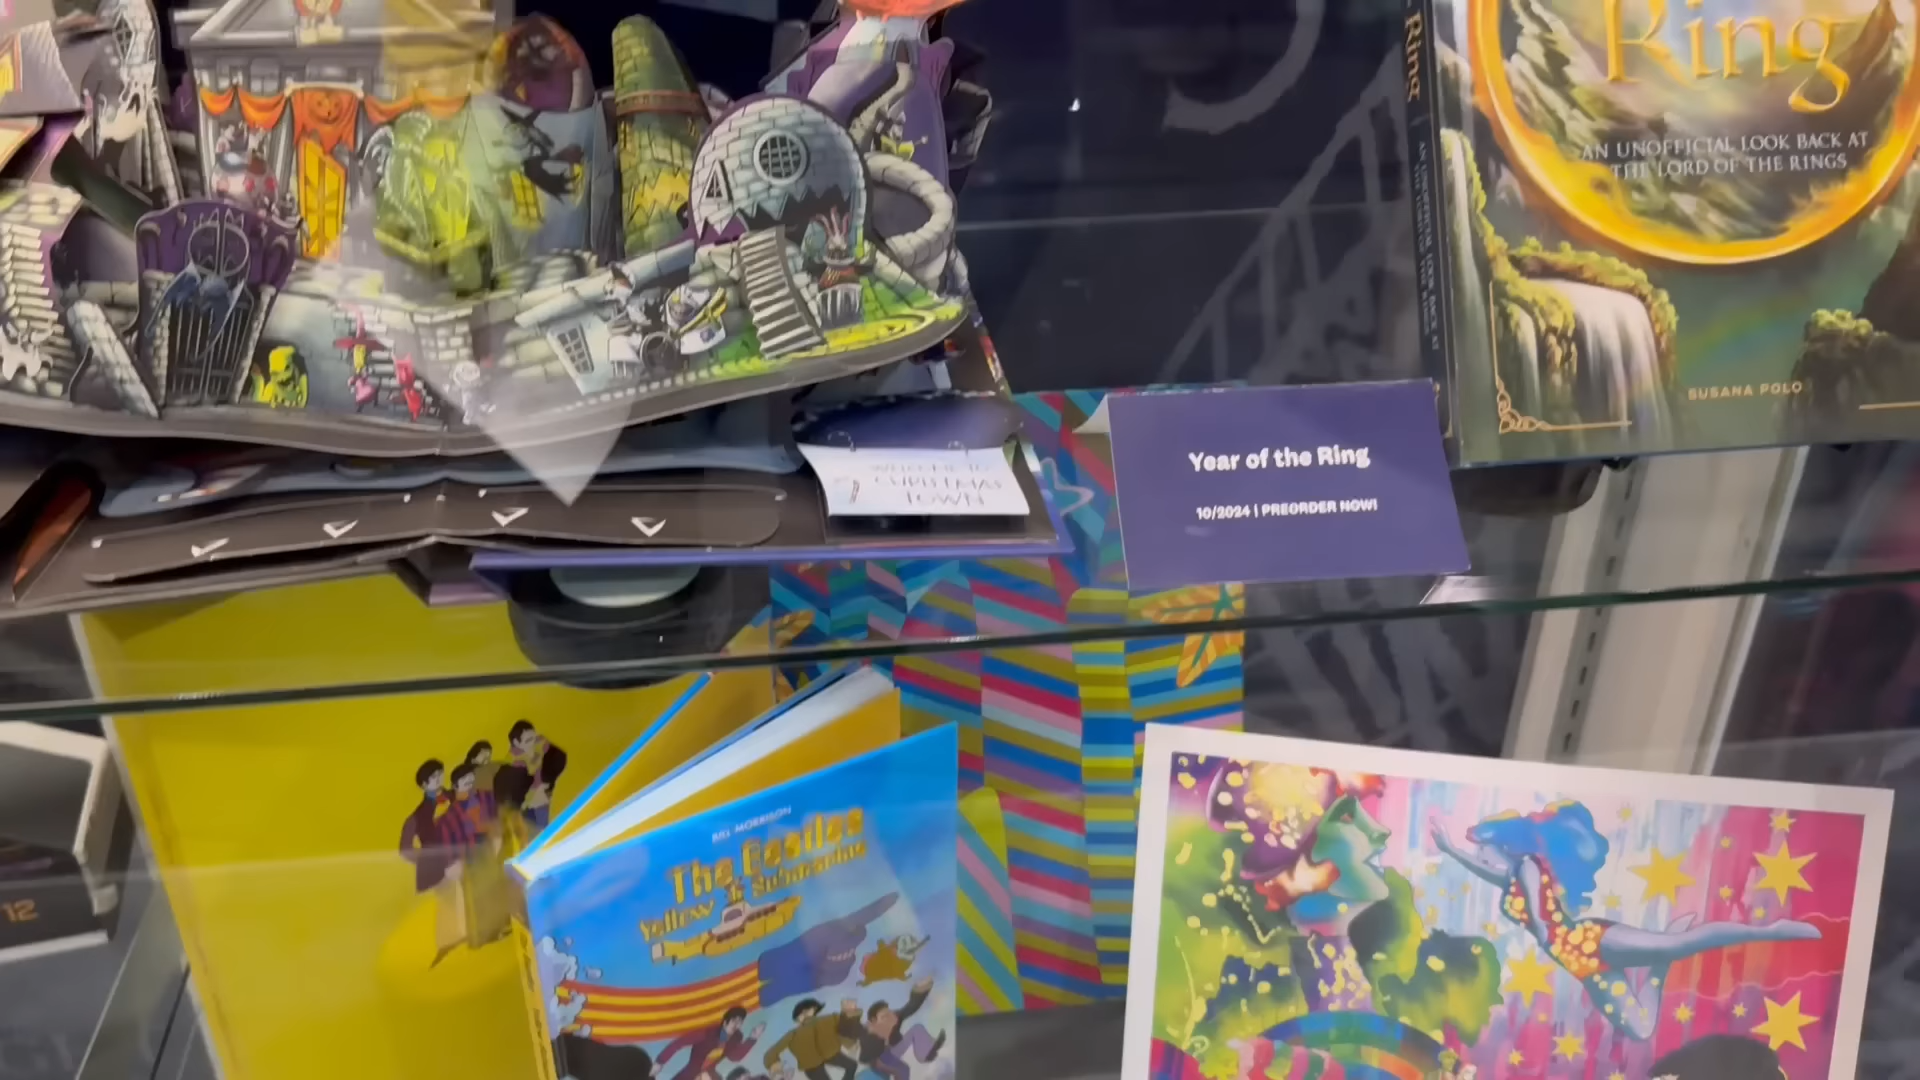 Ring
AN UNOFFICIAL LOOK BACK AT
THE LORD OF THE RINGS
SUSANA POLO
Ring
Year of the Ring
10/2024 | PREORDER NOW!
WELCOME TO
CHRISTMAS
TOWN
BILL MORRISON
The Beatles
Yellow Submarine
12